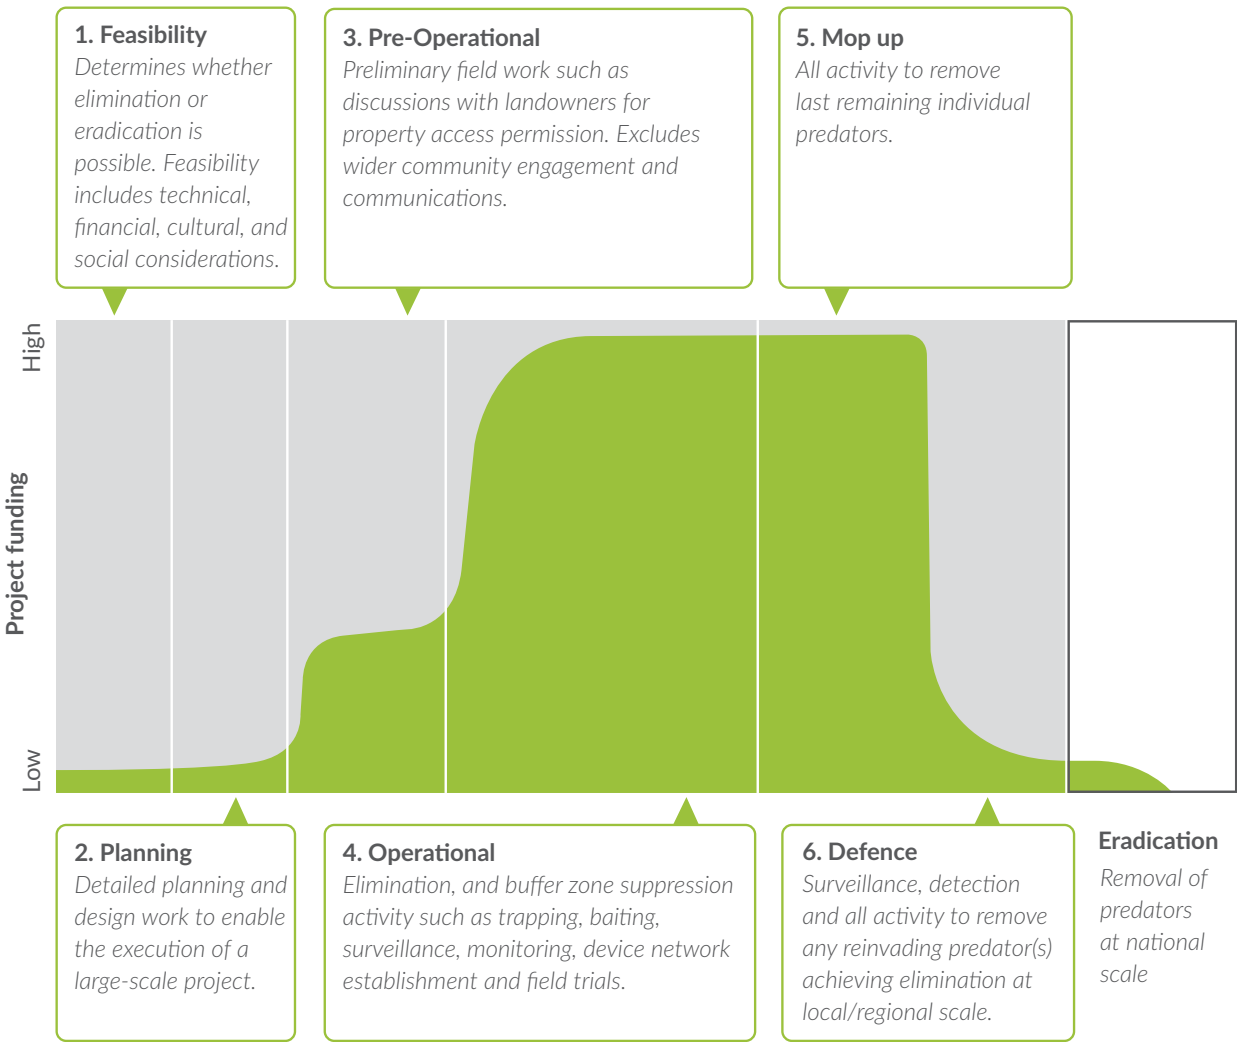 1. Feasibility
Determines whether
elimination or
eradication is
possible. Feasibility
includes technical,
financial, cultural, and
social considerations.
3. Pre-Operational
Preliminary field work such as
discussions with landowners for
property access permission. Excludes
wider community engagement and
communications.
5. Mop up
All activity to remove
last remaining individual
predators.
High
Project funding
Low
2. Planning
Detailed planning and
design work to enable
the execution of a
large-scale project.
4. Operational
Elimination, and buffer zone suppression
activity such as trapping, baiting,
surveillance, monitoring, device network
establishment and field trials.
6. Defence
Surveillance, detection
and all activity to remove
any reinvading predator(s)
achieving elimination at
local/regional scale.
Eradication
Removal of
predators
at national
scale